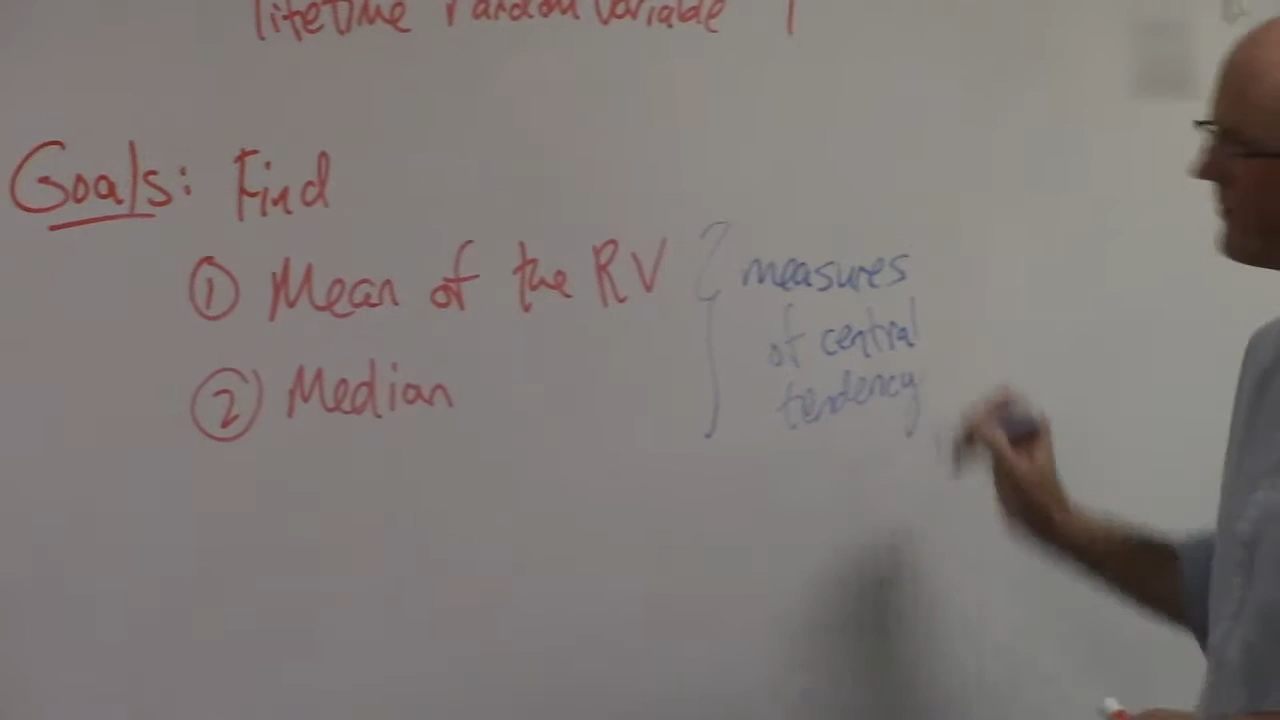 lifetime random variable
Goals: Find
① Mean of the RV
② Median
measures
of central
tendency